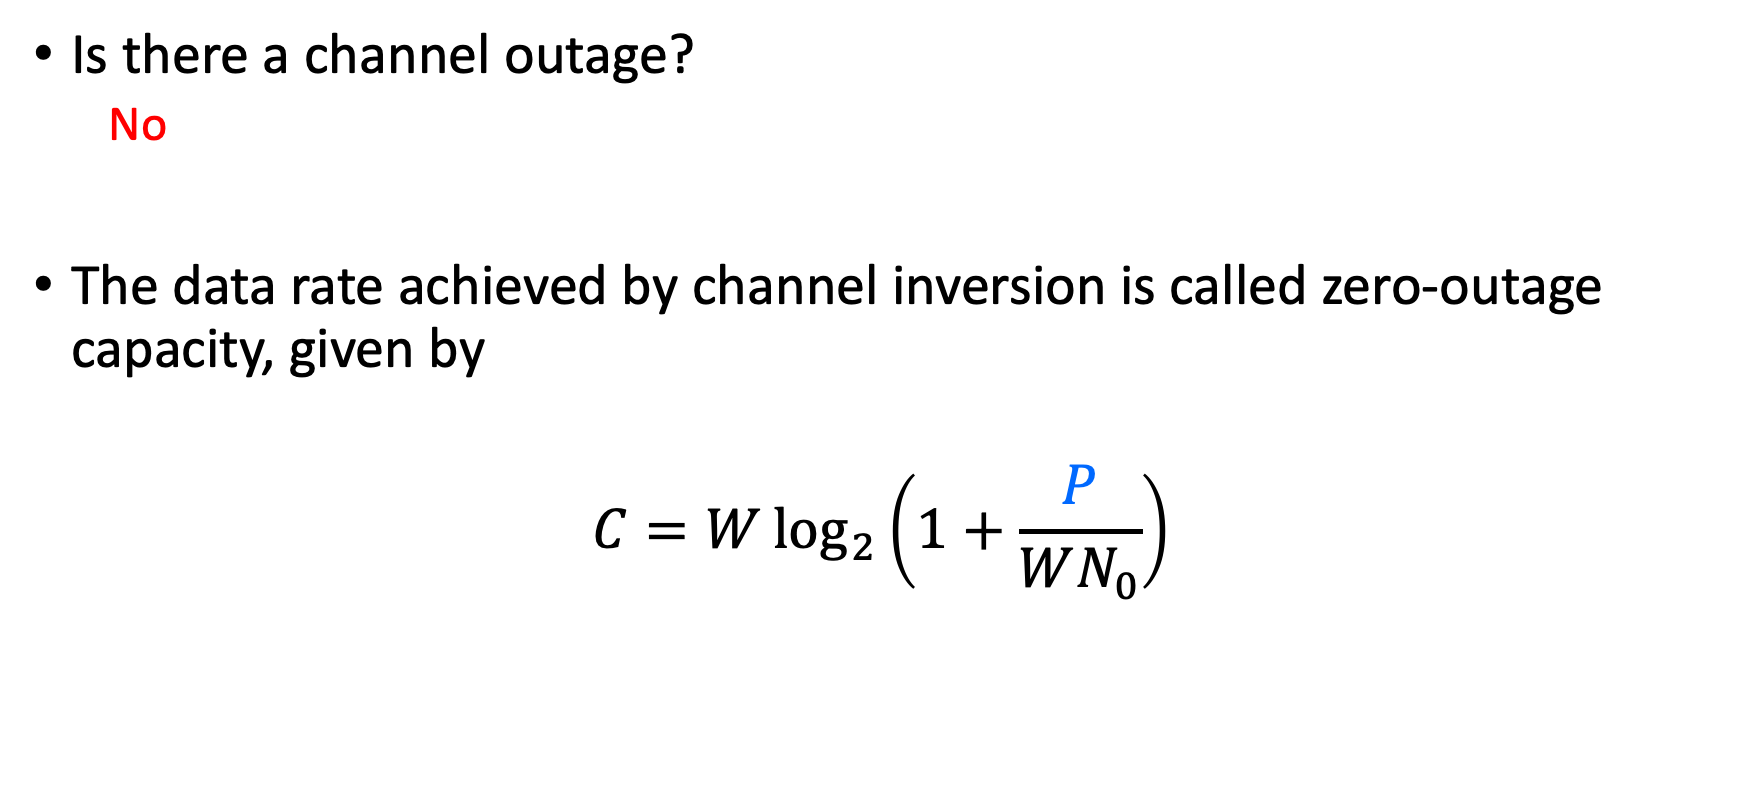 • Is there a channel outage?
No
• The data rate achieved by channel inversion is called zero-outage
capacity, given by
C = W log₂ (1 + P / WN₀)